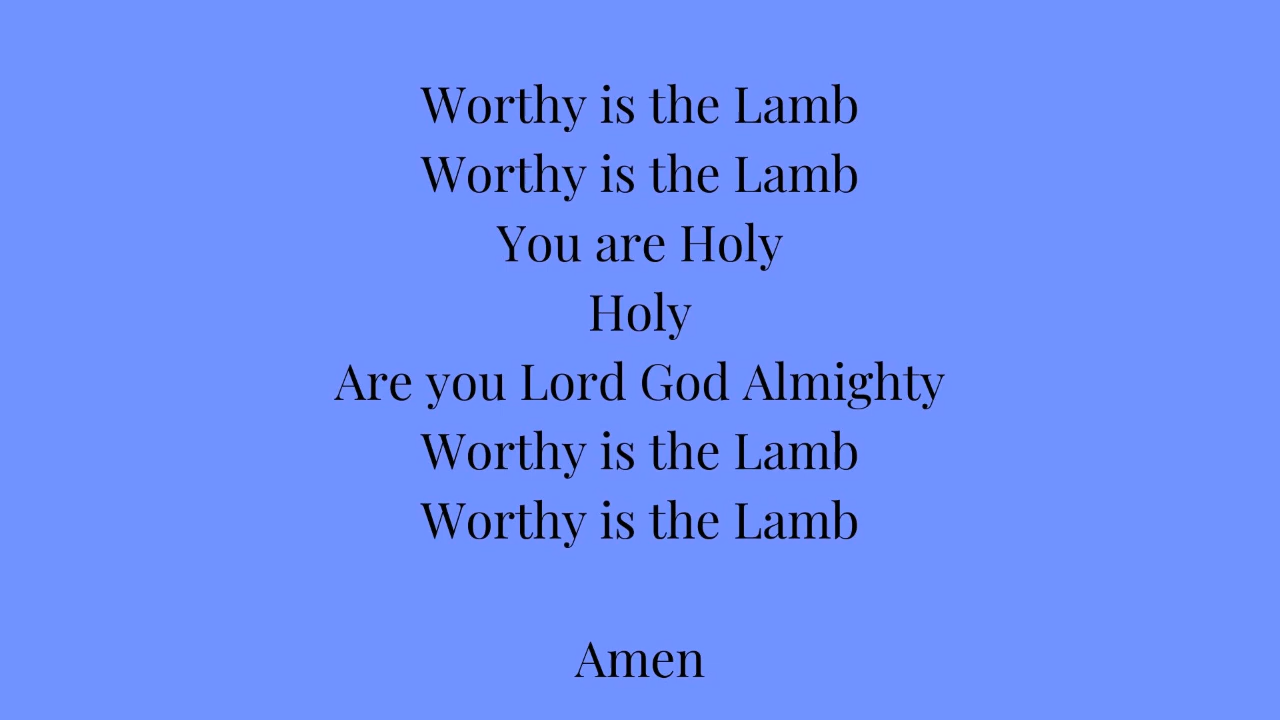 Worthy is the Lamb
Worthy is the Lamb
You are Holy
Holy
Are you Lord God Almighty
Worthy is the Lamb
Worthy is the Lamb
Amen